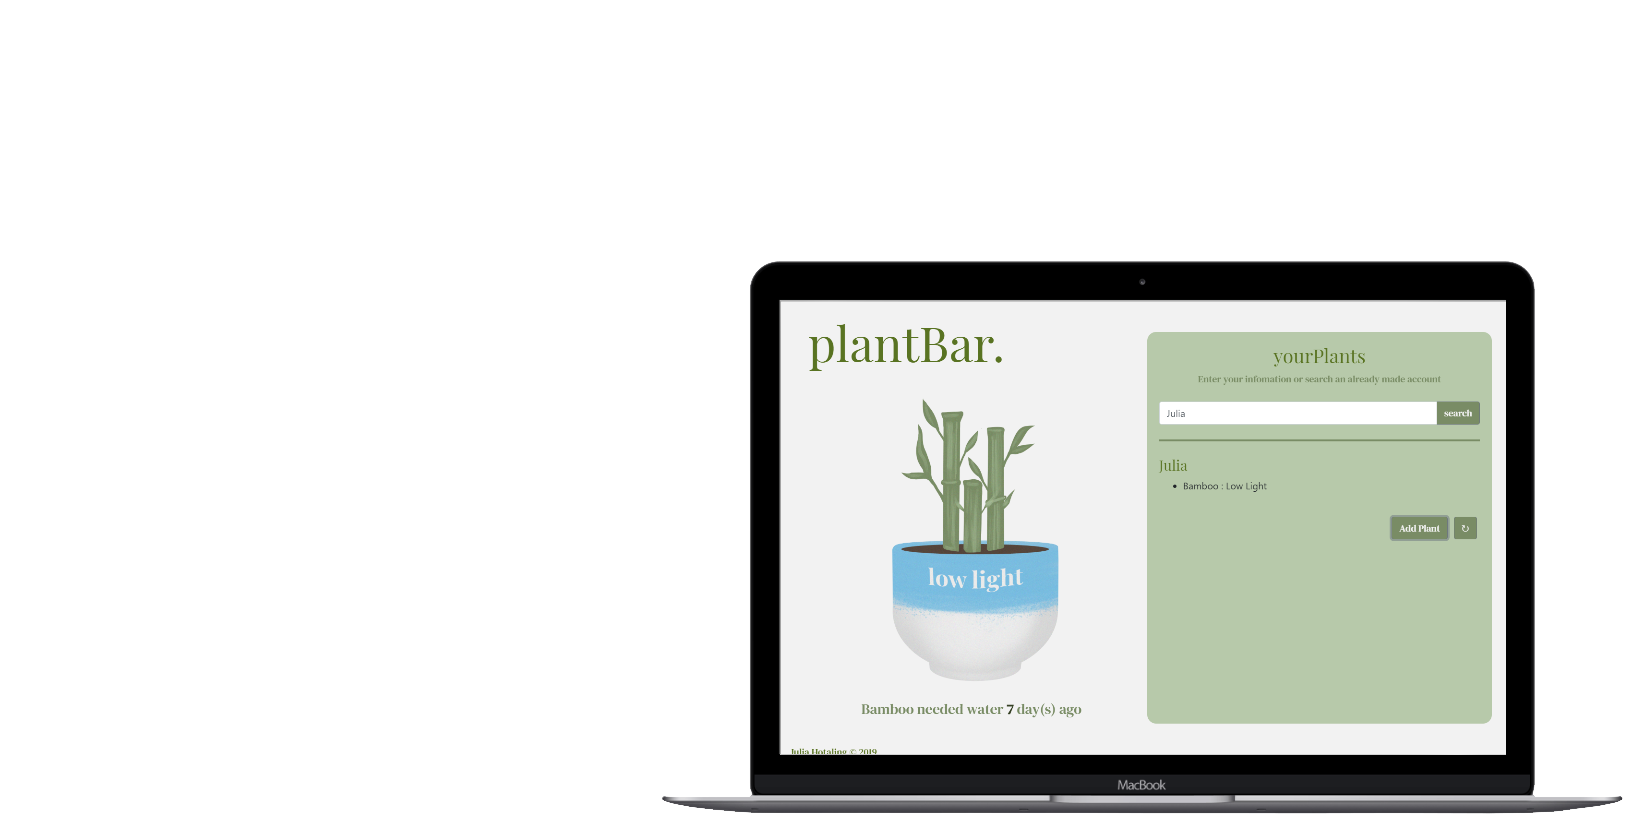 plantBar.
low light
Bamboo needed water 7 day(s) ago
Julia Hotaling © 2019
yourPlants
Enter your infomation or search an already made account
Julia
search
Julia
Bamboo : Low Light
Add Plant
↻
MacBook